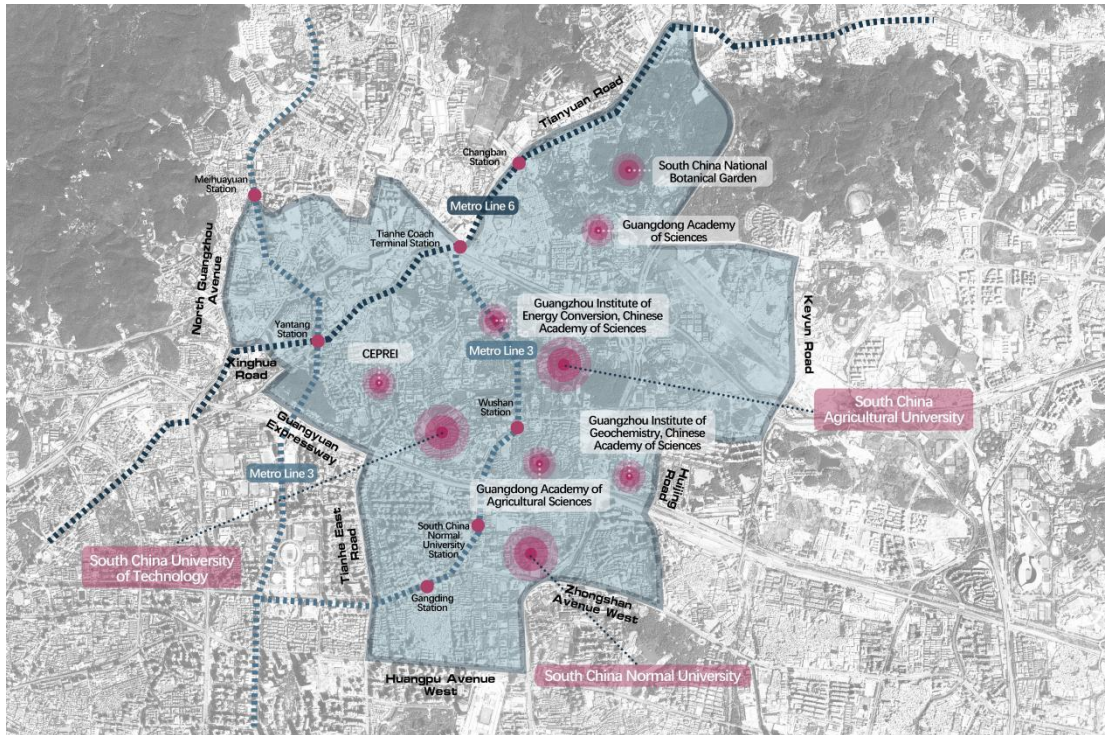 Tianyuan Road
Changban
Station
South China National
Botanical Garden
Meihuayuan
Station
Metro Line 6
Guangdong Academy
of Sciences
Tianhe Coach
Terminal Station
North Guangzhou
Avenue
Guangzhou Institute of
Energy Conversion, Chinese
Academy of Sciences
Keyun Road
Yantang
Station
CEPREI
Metro Line 3
Xinghua
Road
South China
Agricultural University
Wushan
Station
Guangzhou Institute of
Geochemistry, Chinese
Academy of Sciences
Guangyuan
Expressway
Metro Line 3
Huijing
Road
Guangdong Academy of
Agricultural Sciences
Tianhe East
Road
South China
Normal
University
Station
South China University
of Technology
Gangding
Station
Zhongshan
Avenue West
Huangpu Avenue
West
South China Normal University